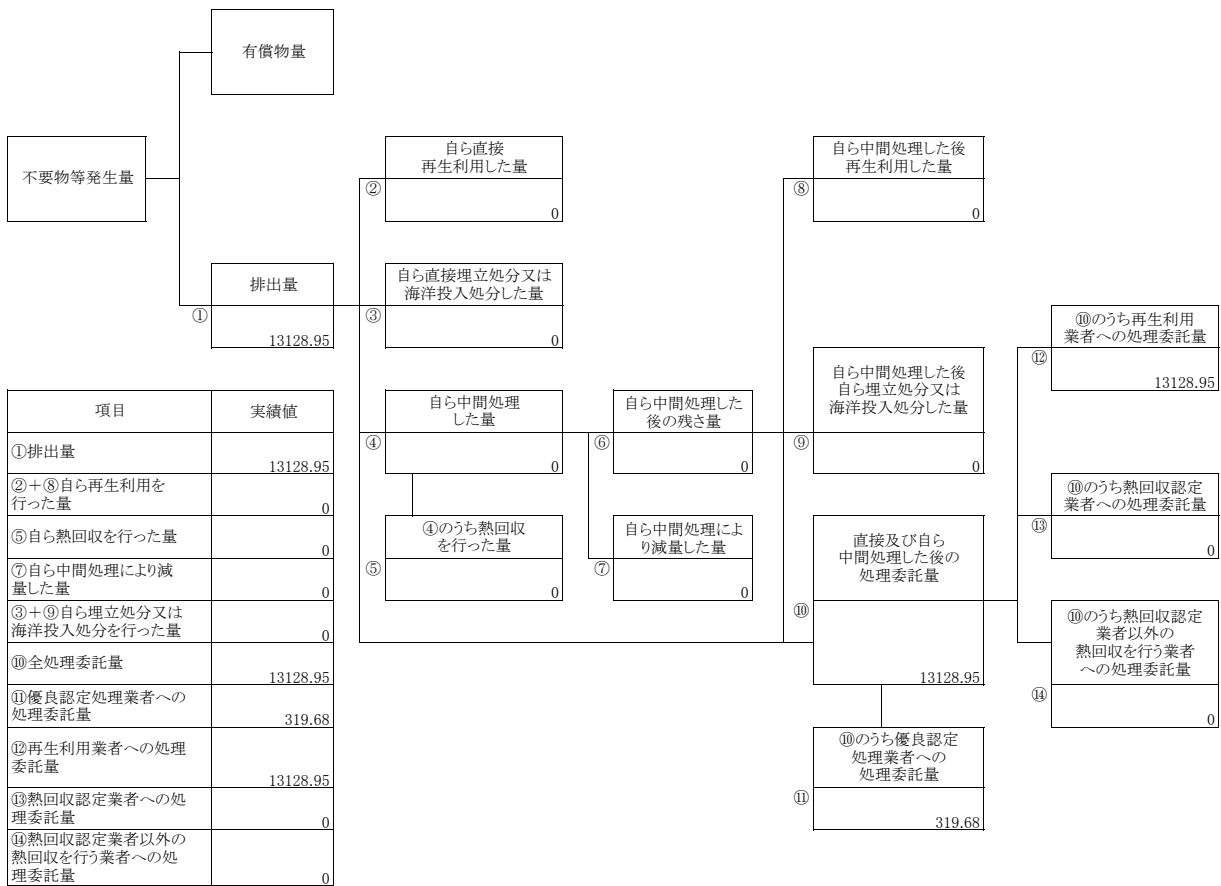 有償物量
不要物等発生量
排出量
①
13128.95
自ら直接
再生利用した量
②
0
自ら直接埋立処分又は
海洋投入処分した量
③
0
自ら中間処理
した量
④
0
④のうち熱回収
を行った量
⑤
0
自ら中間処理した
後の残さ量
⑥
0
自ら中間処理によ
り減量した量
⑦
0
自ら中間処理した後
再生利用した量
⑧
0
自ら中間処理した後
自ら埋立処分又は
海洋投入処分した量
⑨
0
直接及び自ら
中間処理した後の
処理委託量
⑩
13128.95
⑩のうち優良認定
処理業者への
処理委託量
⑪
319.68
⑩のうち再生利用
業者への処理委託量
⑫
13128.95
⑩のうち熱回収認定
業者への処理委託量
⑬
0
⑩のうち熱回収認定
業者以外の
熱回収を行う業者
への処理委託量
⑭
0
項目 実績値
①排出量
13128.95
②+⑧自ら再生利用を
行った量
0
⑤自ら熱回収を行った量
0
⑦自ら中間処理により減
量した量
0
③+⑨自ら埋立処分又は
海洋投入処分を行った量
0
⑩全処理委託量
13128.95
⑪優良認定処理業者への
処理委託量
319.68
⑫再生利用業者への処理
委託量
13128.95
⑬熱回収認定業者への処
理委託量
0
⑭熱回収認定業者以外の
熱回収を行う業者への処
理委託量
0